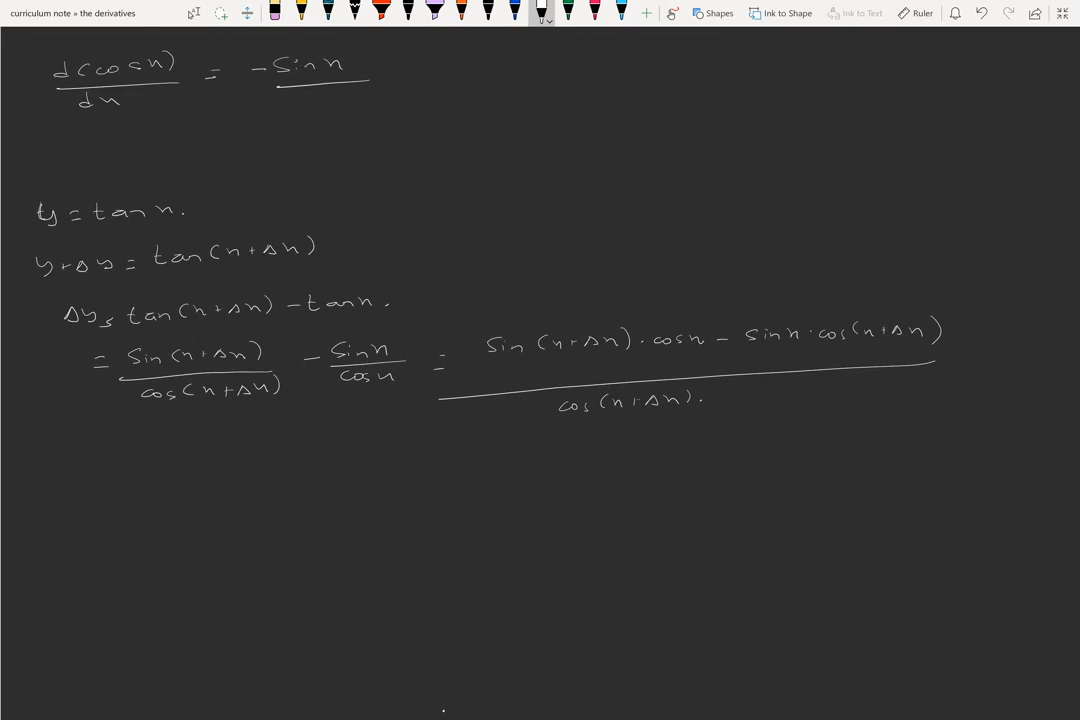 curriculum note » the derivatives
Shapes
Ink to Shape
Ink to Text
Ruler
d(cos x)/dx = - sin x
y = tan x.
y+Δy = tan(x+Δx)
Δy = tan(x+Δx) - tan x.
= sin(x+Δx)/cos(x+Δx) - sin x/cos x = sin(x+Δx)·cos x - sin x·cos(x+Δx)
cos(x+Δx).